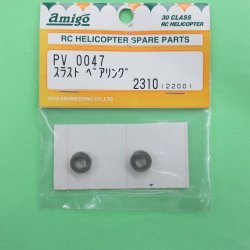 amigo
30 CLASS
RC HELICOPTER
RC HELICOPTER SPARE PARTS
PV 0047
スラスト ベアリング
2310 (2200)
TAYA ENGINEERING CO.,LTD